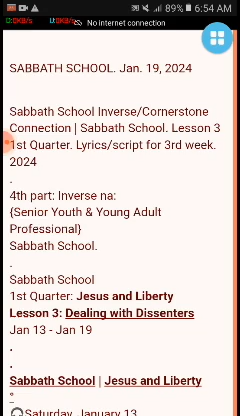 89% 6:54 AM
U:0KB/s D:0KB/s No internet connection
SABBATH SCHOOL. Jan. 19, 2024
Sabbath School Inverse/Cornerstone
Connection | Sabbath School. Lesson 3
1st Quarter. Lyrics/script for 3rd week.
2024
.
4th part: Inverse na:
{Senior Youth & Young Adult
Professional}
Sabbath School.
.
Sabbath School
1st Quarter: Jesus and Liberty
Lesson 3: Dealing with Dissenters
Jan 13 - Jan 19
.
.
Sabbath School | Jesus and Liberty
°
Saturday January 13